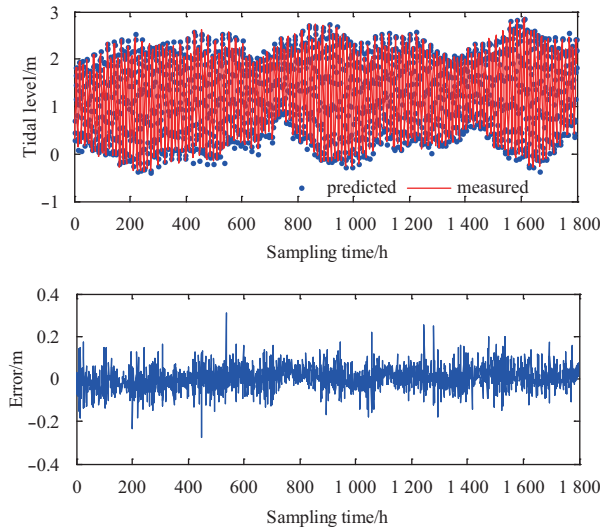 3
2
1
0
−1
Tidal level/m
predicted measured
0 200 400 600 800 1 000 1 200 1 400 1 600 1 800
Sampling time/h
0.4
0.2
0
−0.2
−0.4
Error/m
0 200 400 600 800 1 000 1 200 1 400 1 600 1 800
Sampling time/h